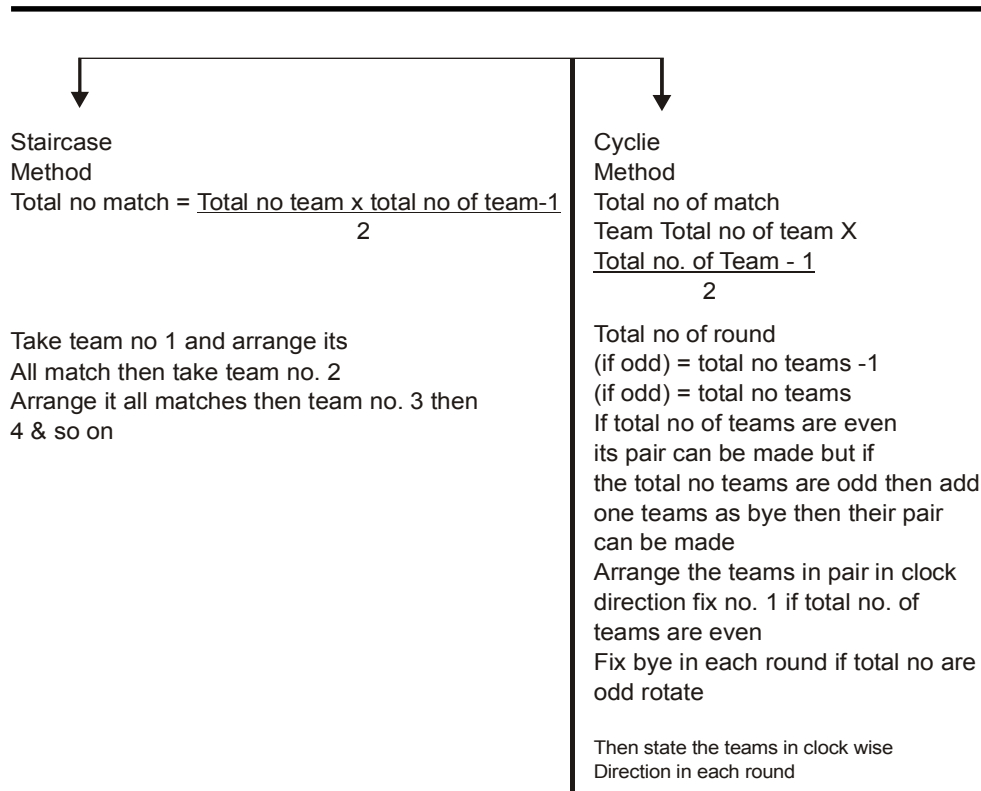 Staircase
Method
Total no match = Total no team x total no of team-1
2
Take team no 1 and arrange its
All match then take team no. 2
Arrange it all matches then team no. 3 then
4 & so on
Cyclie
Method
Total no of match
Team Total no of team X
Total no. of Team - 1
2
Total no of round
(if odd) = total no teams -1
(if odd) = total no teams
If total no of teams are even
its pair can be made but if
the total no teams are odd then add
one teams as bye then their pair
can be made
Arrange the teams in pair in clock
direction fix no. 1 if total no. of
teams are even
Fix bye in each round if total no are
odd rotate
Then state the teams in clock wise
Direction in each round